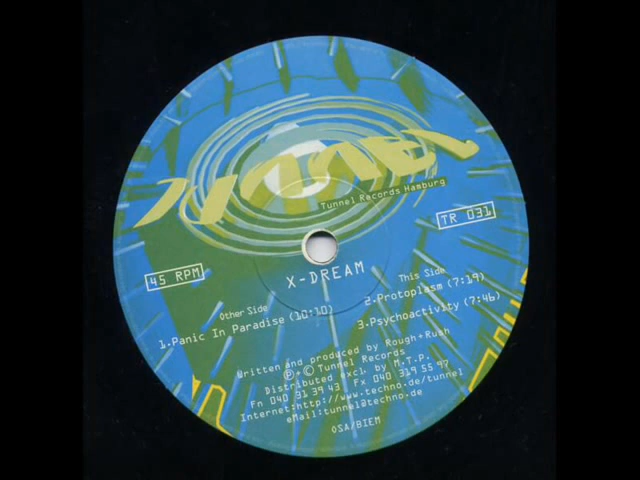 TUNNEL
Tunnel Records Hamburg
TR 031
45 RPM
X-DREAM
Other Side
1.Panic In Paradise (10:10)
This Side
2.Protoplasm (7:19)
3.Psychoactivity (7:46)
Written and produced by Rough+Rush
℗+© Tunnel Records
Distributed excl. by M.T.P.
Fn 040 31 39 43 Fx 040 319 55 97
Internet:http://www.techno.de/tunnel
eMail:tunnel@techno.de
OSA/BIEM